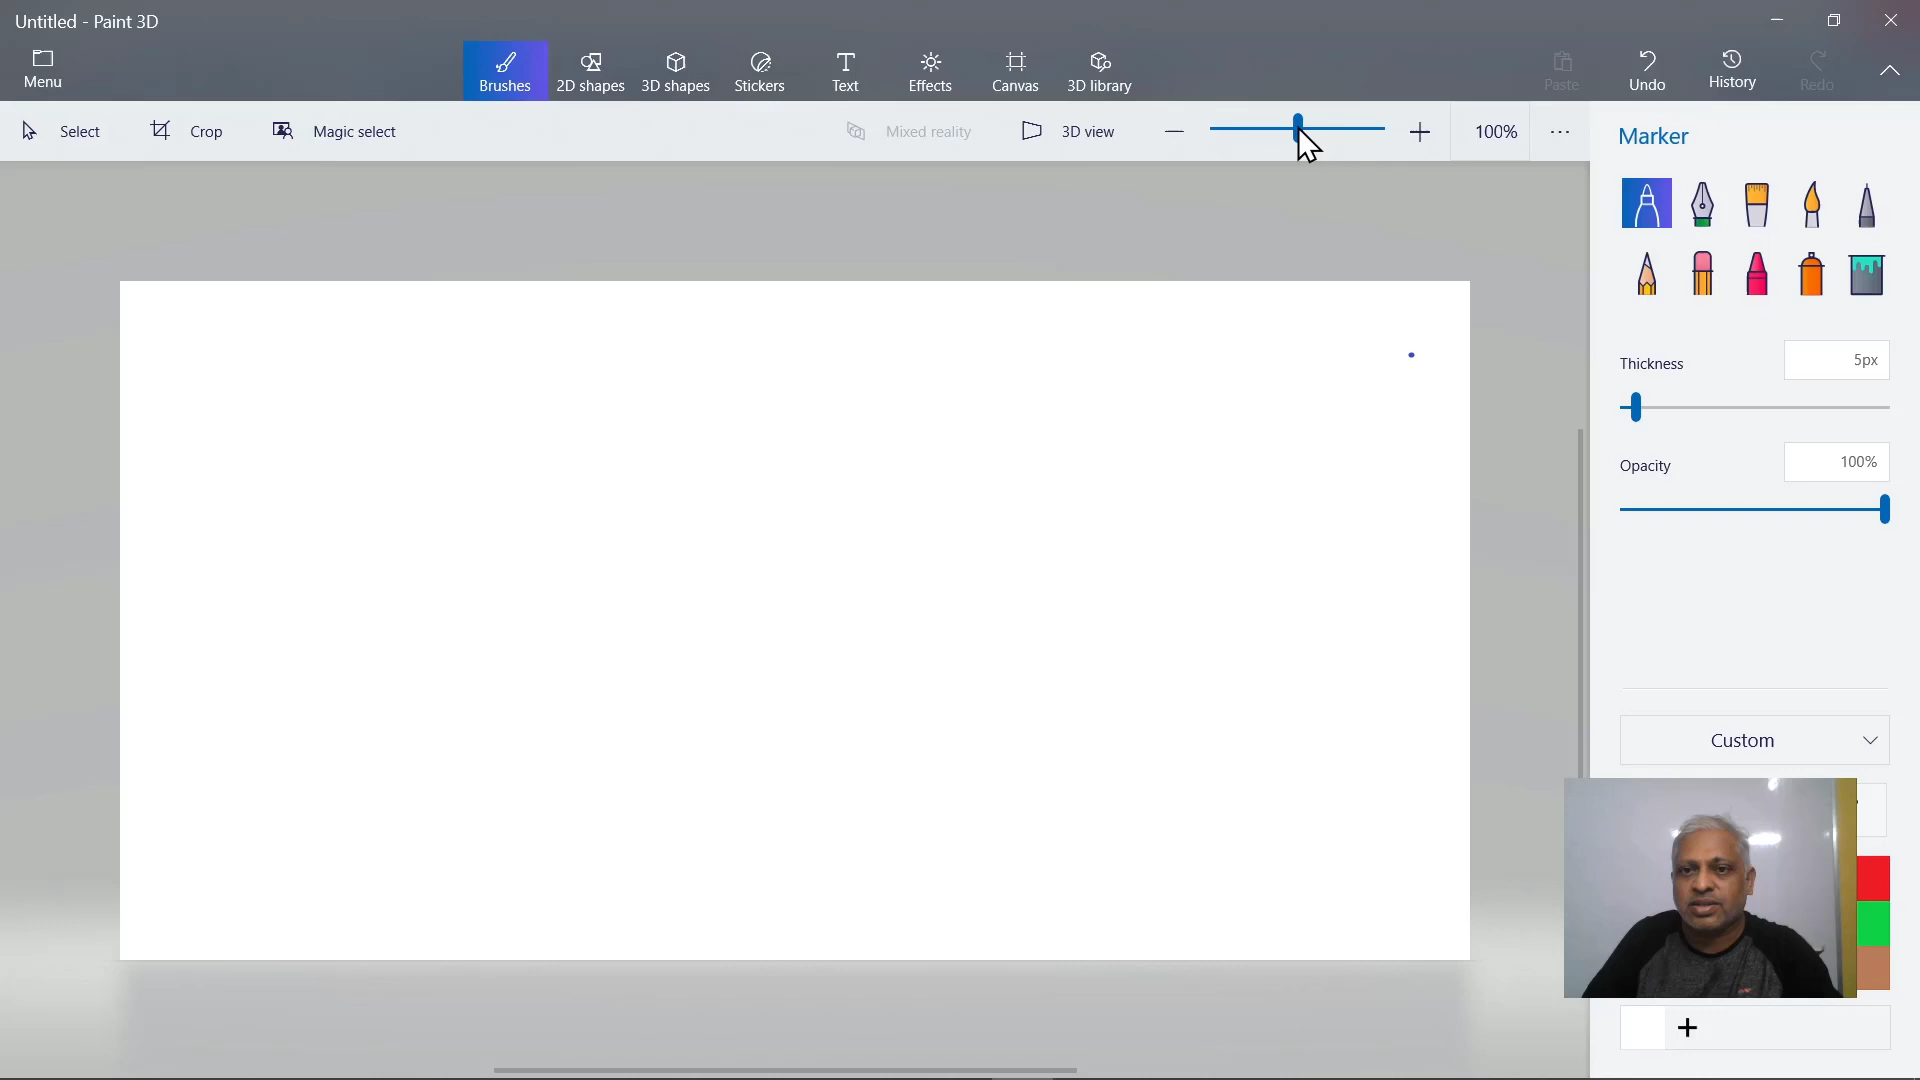 Untitled - Paint 3D
Menu
Brushes
2D shapes
3D shapes
Stickers
Text
Effects
Canvas
3D library
Paste
Undo
History
Redo
Select
Crop
Magic select
Mixed reality
3D view
100%
Marker
Thickness
5px
Opacity
100%
Custom